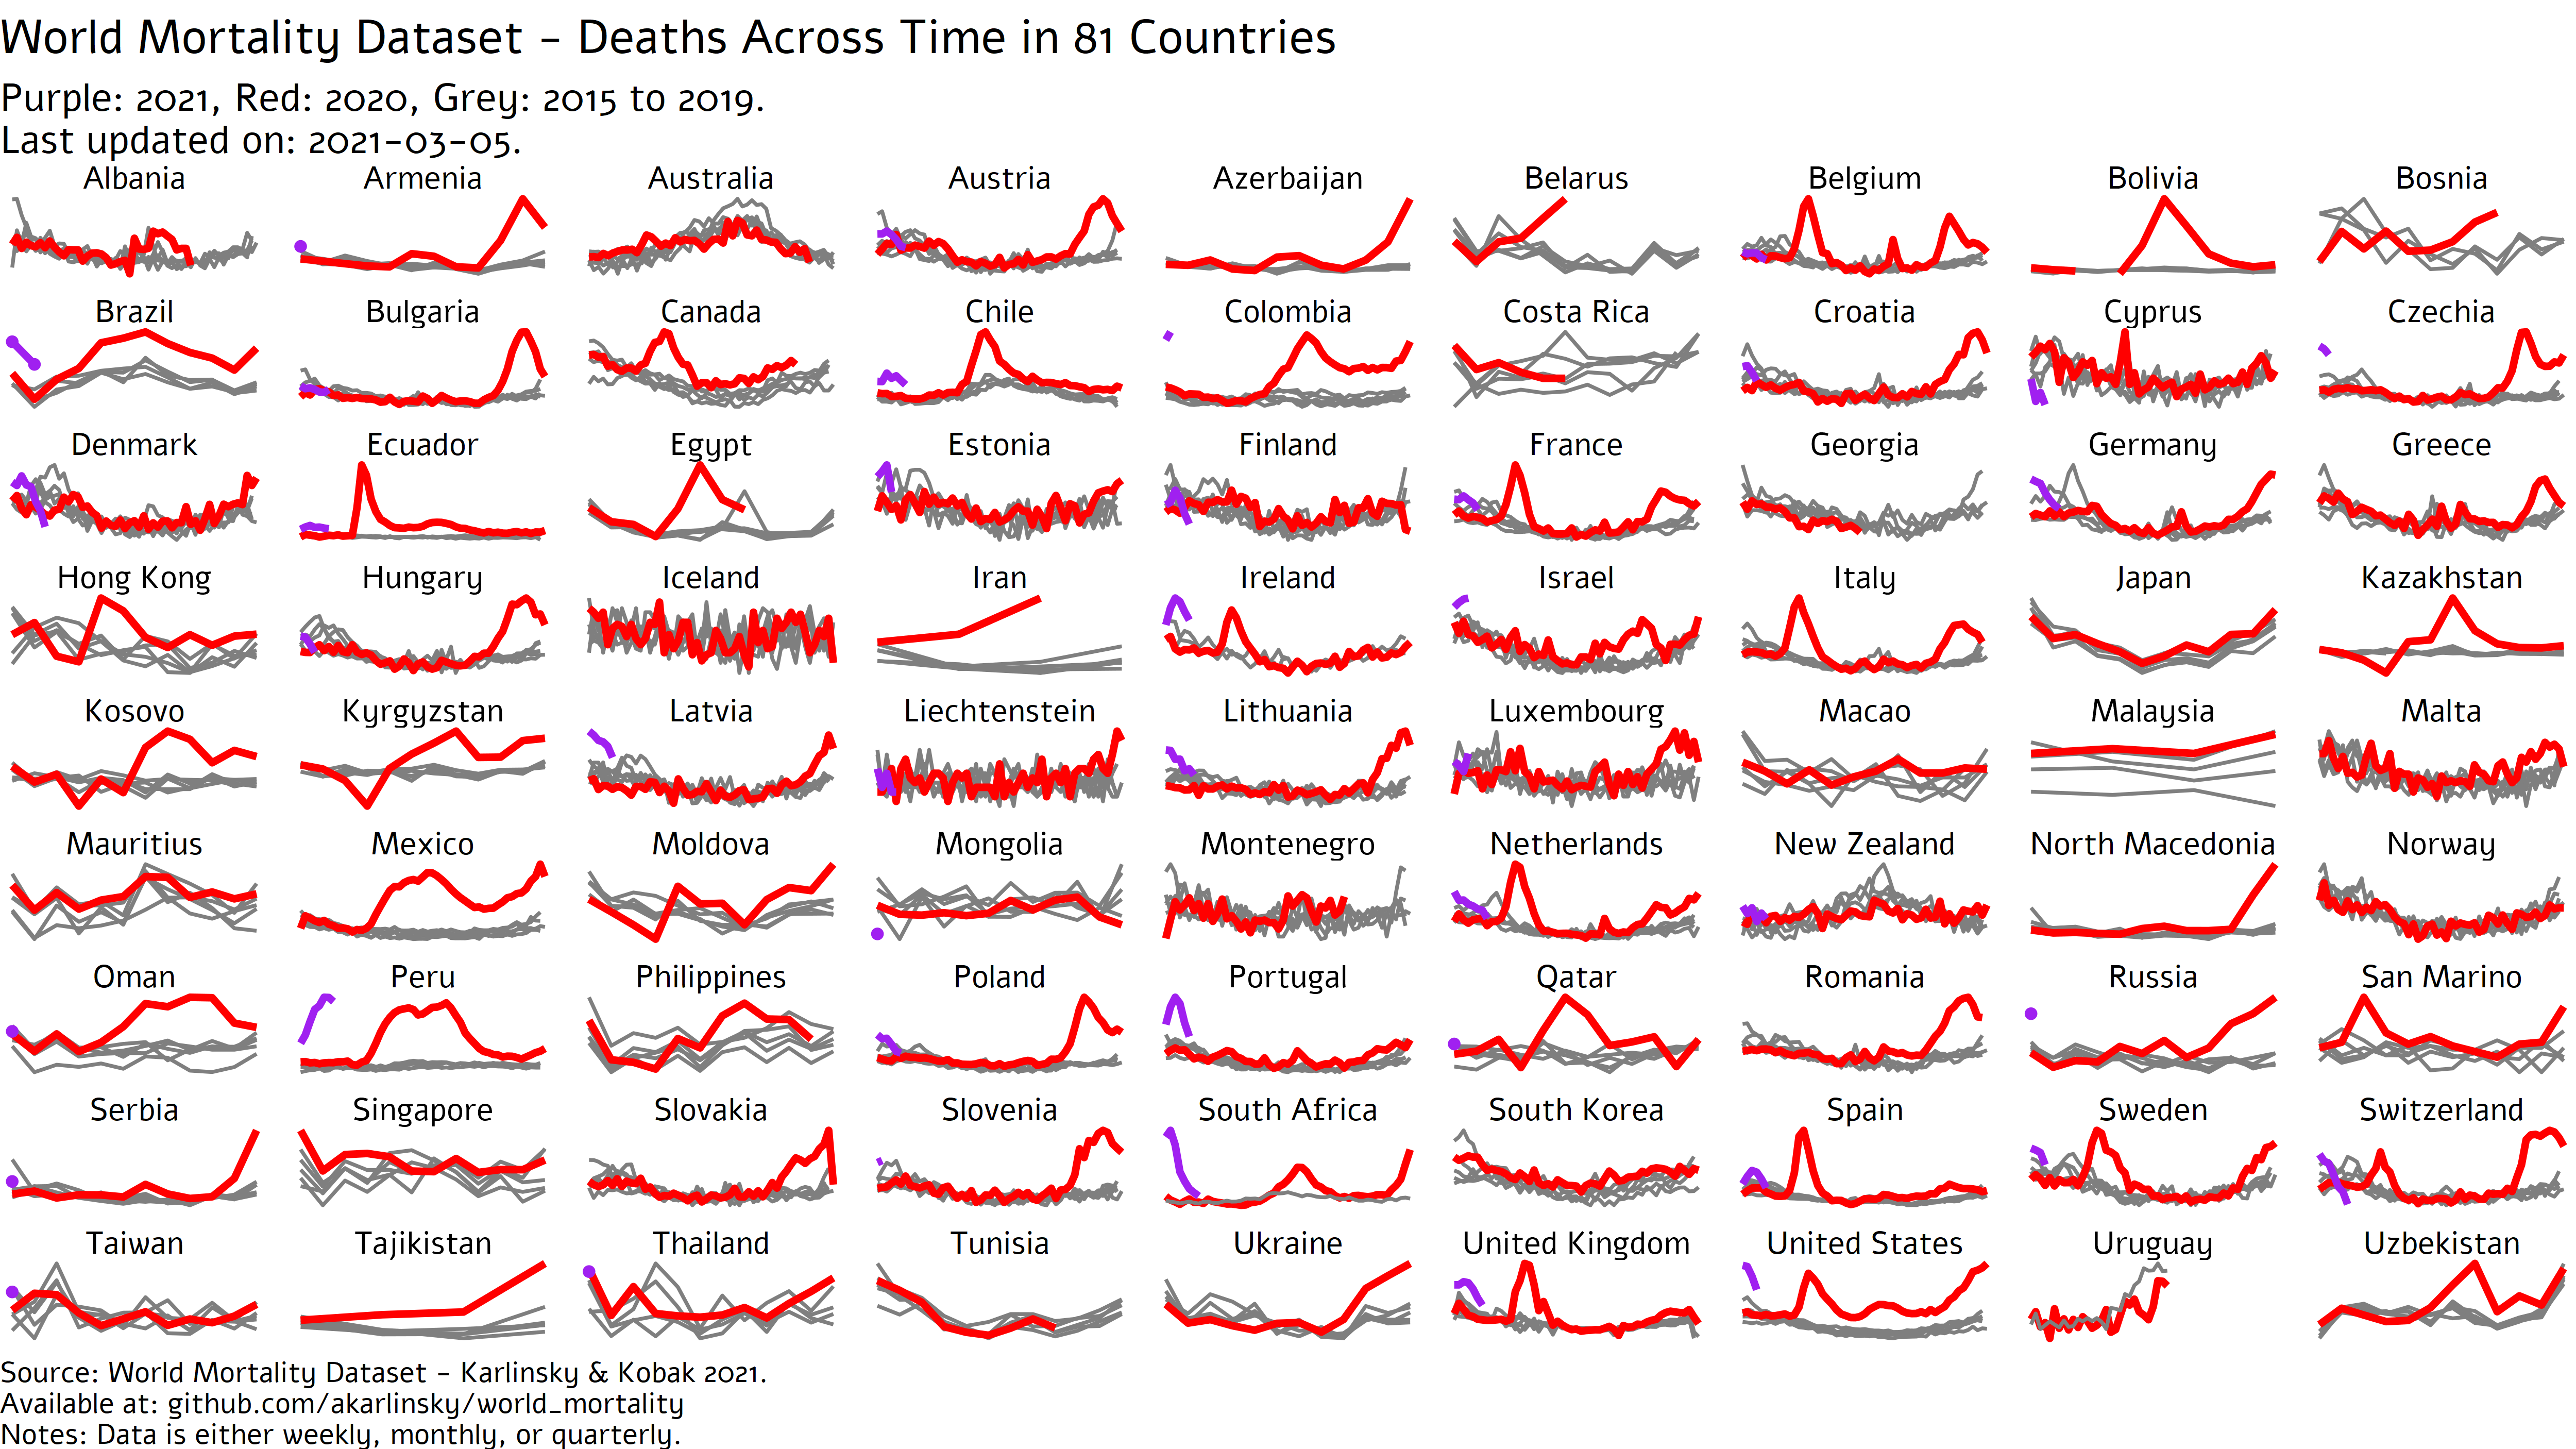 World Mortality Dataset - Deaths Across Time in 81 Countries
Purple: 2021, Red: 2020, Grey: 2015 to 2019.
Last updated on: 2021-03-05.
Albania Armenia Australia Austria Azerbaijan Belarus Belgium Bolivia Bosnia
Brazil Bulgaria Canada Chile Colombia Costa Rica Croatia Cyprus Czechia
Denmark Ecuador Egypt Estonia Finland France Georgia Germany Greece
Hong Kong Hungary Iceland Iran Ireland Israel Italy Japan Kazakhstan
Kosovo Kyrgyzstan Latvia Liechtenstein Lithuania Luxembourg Macao Malaysia Malta
Mauritius Mexico Moldova Mongolia Montenegro Netherlands New Zealand North Macedonia Norway
Oman Peru Philippines Poland Portugal Qatar Romania Russia San Marino
Serbia Singapore Slovakia Slovenia South Africa South Korea Spain Sweden Switzerland
Taiwan Tajikistan Thailand Tunisia Ukraine United Kingdom United States Uruguay Uzbekistan
Source: World Mortality Dataset - Karlinsky & Kobak 2021.
Available at: github.com/akarlinsky/world_mortality
Notes: Data is either weekly, monthly, or quarterly.